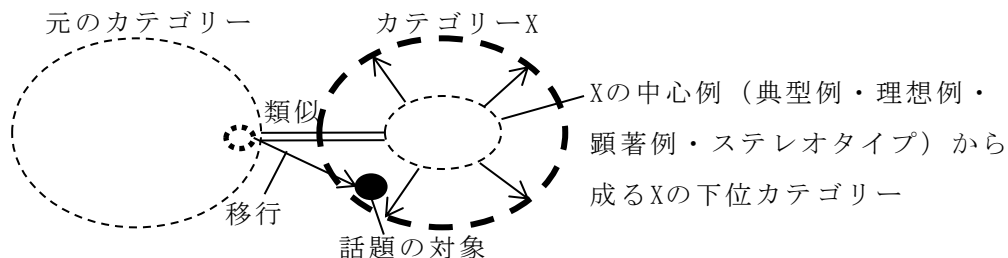 元のカテゴリー
カテゴリーX
類似
Xの中心例（典型例・理想例・
顕著例・ステレオタイプ）から
成るXの下位カテゴリー
移行
話題の対象